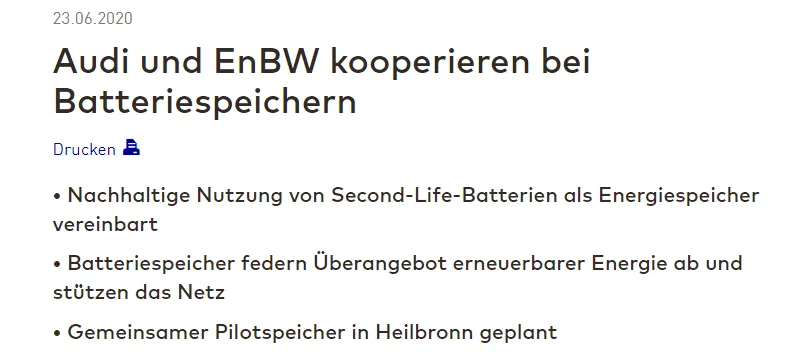 23.06.2020
Audi und EnBW kooperieren bei
Batteriespeichern
Drucken
• Nachhaltige Nutzung von Second-Life-Batterien als Energiespeicher
vereinbart
• Batteriespeicher federn Überangebot erneuerbarer Energie ab und
stützen das Netz
• Gemeinsamer Pilotspeicher in Heilbronn geplant